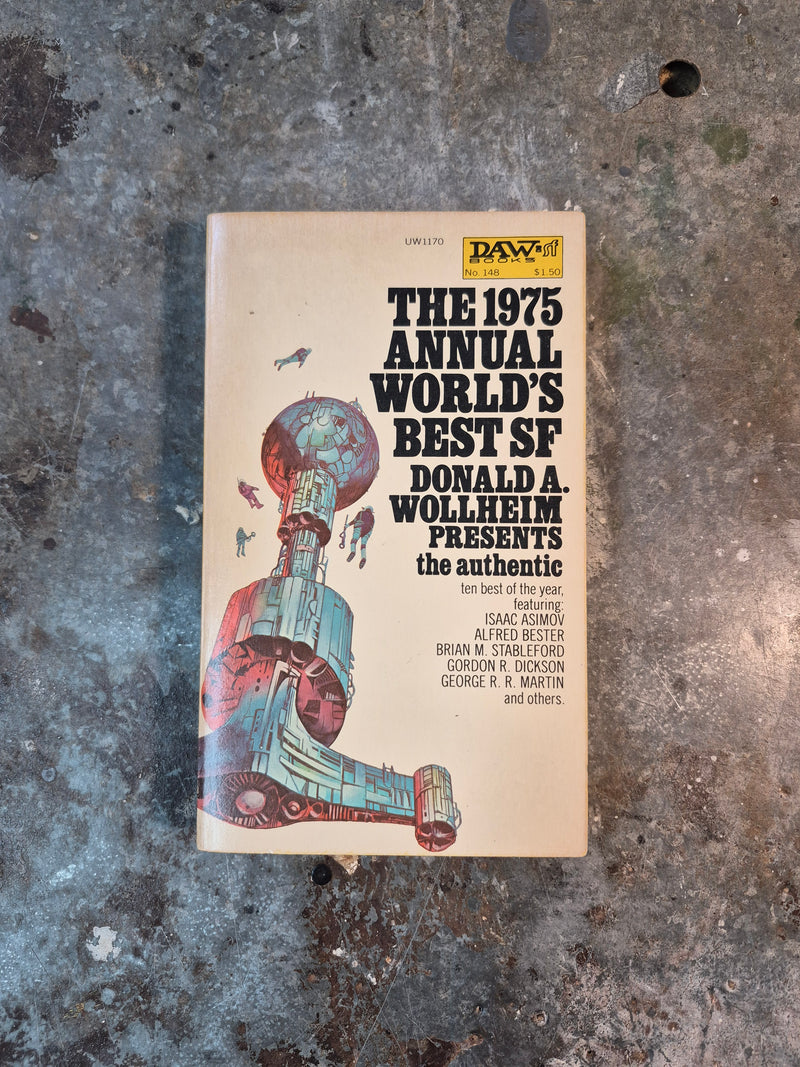 UW1170
DAW sf
BOOKS
No. 148 $1.50
THE 1975
ANNUAL
WORLD'S
BEST SF
DONALD A.
WOLLHEIM
PRESENTS
the authentic
ten best of the year,
featuring:
ISAAC ASIMOV
ALFRED BESTER
BRIAN M. STABLEFORD
GORDON R. DICKSON
GEORGE R. R. MARTIN
and others.